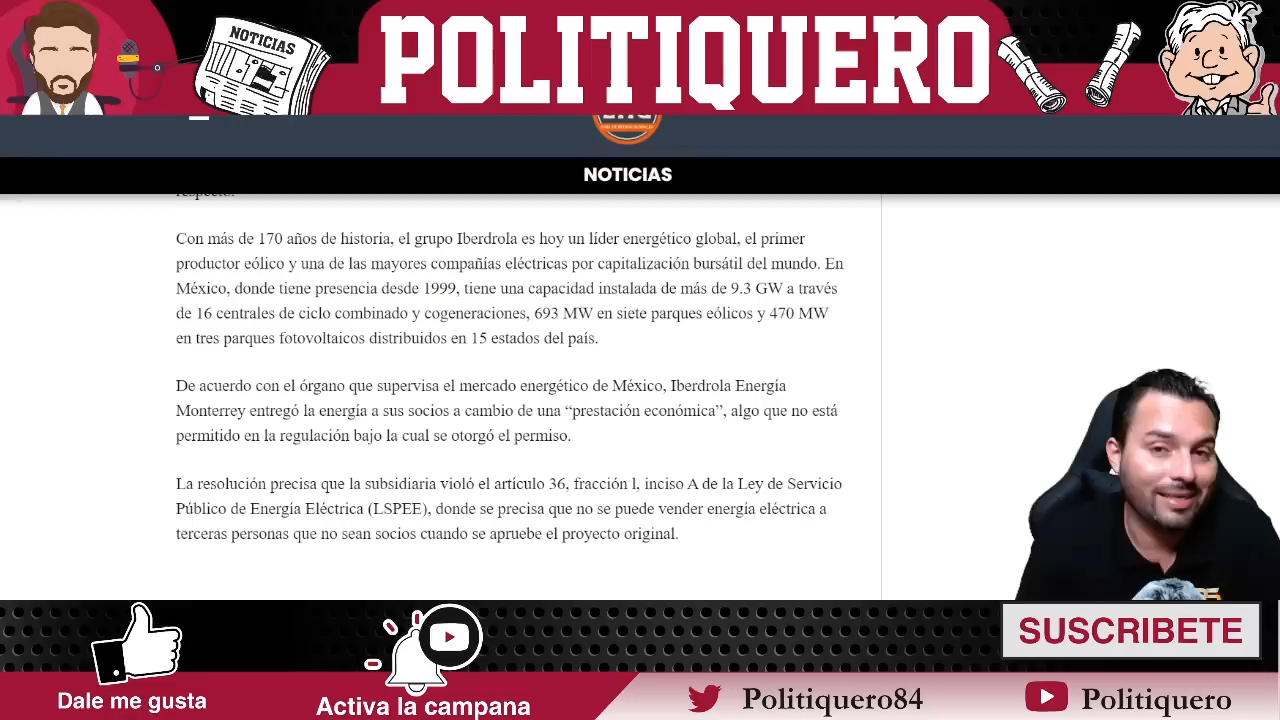 NOTICIAS
POLITIQUERO
NOTICIAS
respecto.
Con más de 170 años de historia, el grupo Iberdrola es hoy un líder energético global, el primer
productor eólico y una de las mayores compañías eléctricas por capitalización bursátil del mundo. En
México, donde tiene presencia desde 1999, tiene una capacidad instalada de más de 9.3 GW a través
de 16 centrales de ciclo combinado y cogeneraciones, 693 MW en siete parques eólicos y 470 MW
en tres parques fotovoltaicos distribuidos en 15 estados del país.
De acuerdo con el órgano que supervisa el mercado energético de México, Iberdrola Energía
Monterrey entregó la energía a sus socios a cambio de una “prestación económica”, algo que no está
permitido en la regulación bajo la cual se otorgó el permiso.
La resolución precisa que la subsidiaria violó el artículo 36, fracción l, inciso A de la Ley de Servicio
Público de Energía Eléctrica (LSPEE), donde se precisa que no se puede vender energía eléctrica a
terceras personas que no sean socios cuando se apruebe el proyecto original.
SUSCRIBETE
Dale me gusta
Activa la campana
Politiquero84
Politiquero